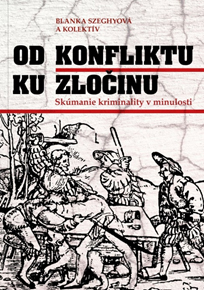 BLANKA SZEGHYOVÁ
A KOLEKTÍV
OD KONFLIKTU
KU ZLOČINU
Skúmanie kriminality v minulosti